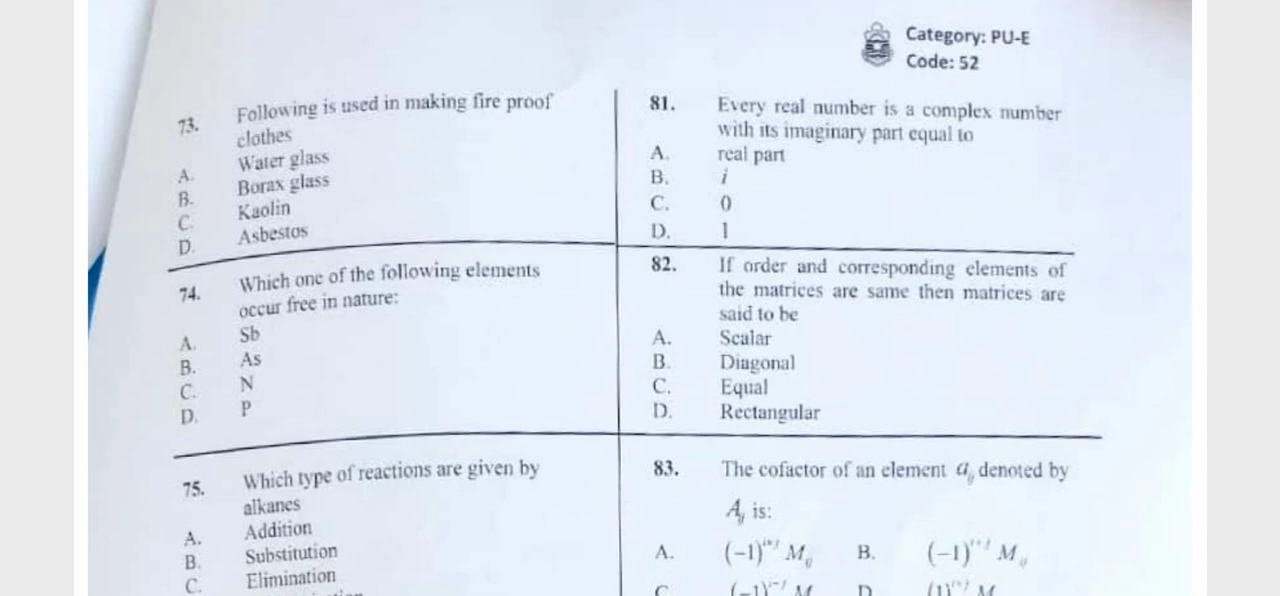 Category: PU-E
Code: 52
73. Following is used in making fire proof
clothes
A. Water glass
B. Borax glass
C. Kaolin
D. Asbestos
74. Which one of the following elements
occur free in nature:
A. Sb
B. As
C. N
D. P
75. Which type of reactions are given by
alkanes
A. Addition
B. Substitution
C. Elimination
81. Every real number is a complex number
with its imaginary part equal to
A. real part
B. i
C. 0
D. 1
82. If order and corresponding elements of
the matrices are same then matrices are
said to be
A. Scalar
B. Diagonal
C. Equal
D. Rectangular
83. The cofactor of an element a_ij denoted by
A_ij is:
A. (−1) M_ij B. (−1) M_ij